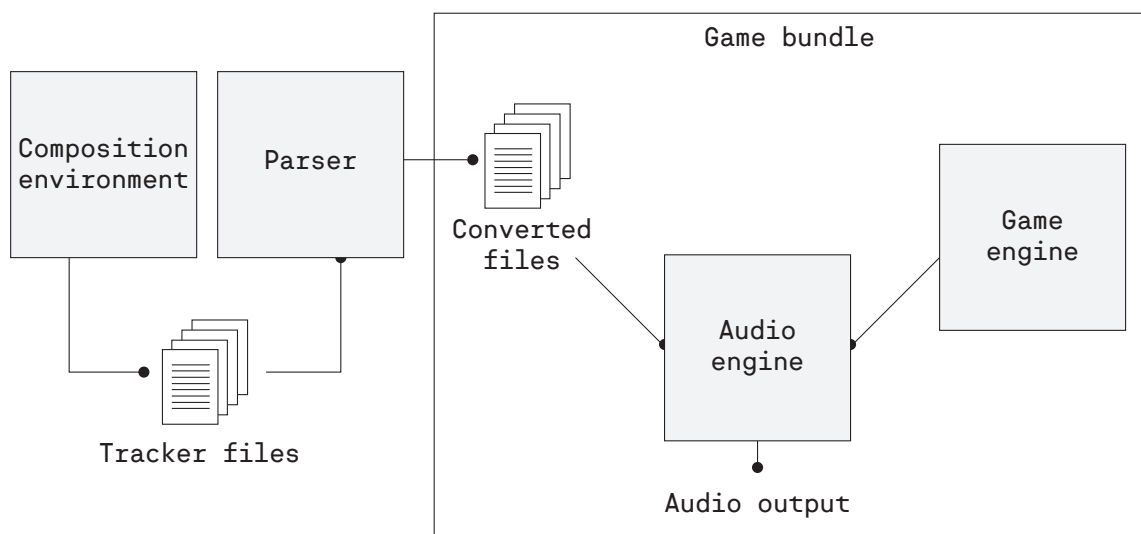 Game bundle
Composition
environment
Parser
Converted
files
Game
engine
Audio
engine
Tracker files
Audio output